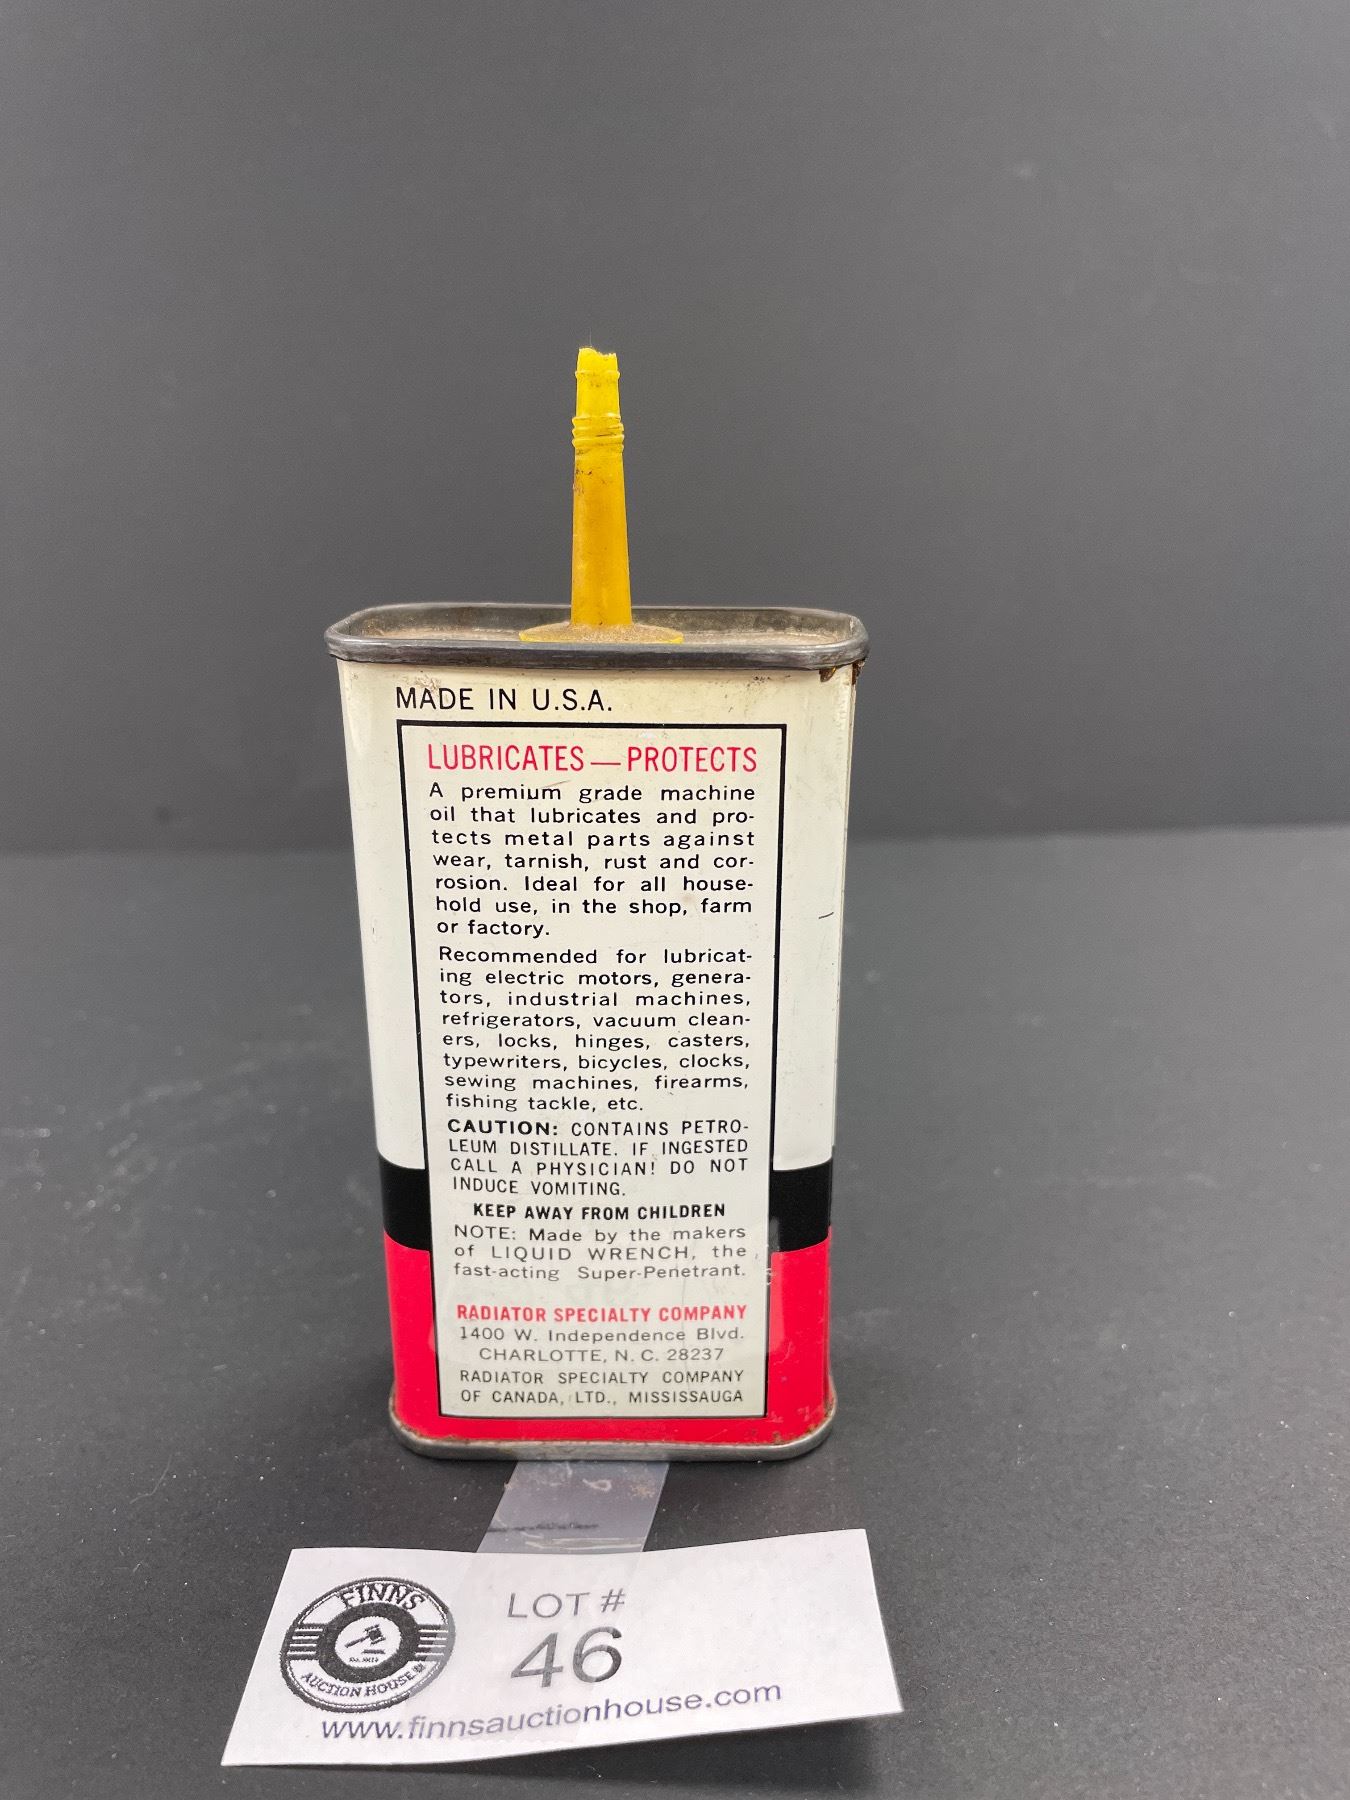 MADE IN U.S.A.
LUBRICATES—PROTECTS
A premium grade machine
oil that lubricates and pro-
tects metal parts against
wear, tarnish, rust and cor-
rosion. Ideal for all house-
hold use, in the shop, farm
or factory.
Recommended for lubricat-
ing electric motors, genera-
tors, industrial machines,
refrigerators, vacuum clean-
ers, locks, hinges, casters,
typewriters, bicycles, clocks,
sewing machines, firearms,
fishing tackle, etc.
CAUTION: CONTAINS PETRO-
LEUM DISTILLATE. IF INGESTED
CALL A PHYSICIAN! DO NOT
INDUCE VOMITING.
KEEP AWAY FROM CHILDREN
NOTE: Made by the makers
of LIQUID WRENCH, the
fast-acting Super-Penetrant.
RADIATOR SPECIALTY COMPANY
1400 W. Independence Blvd.
CHARLOTTE, N. C. 28237
RADIATOR SPECIALTY COMPANY
OF CANADA, LTD., MISSISSAUGA
FINNS
AUCTION HOUSE
LOT #
46
www.finnsauctionhouse.com